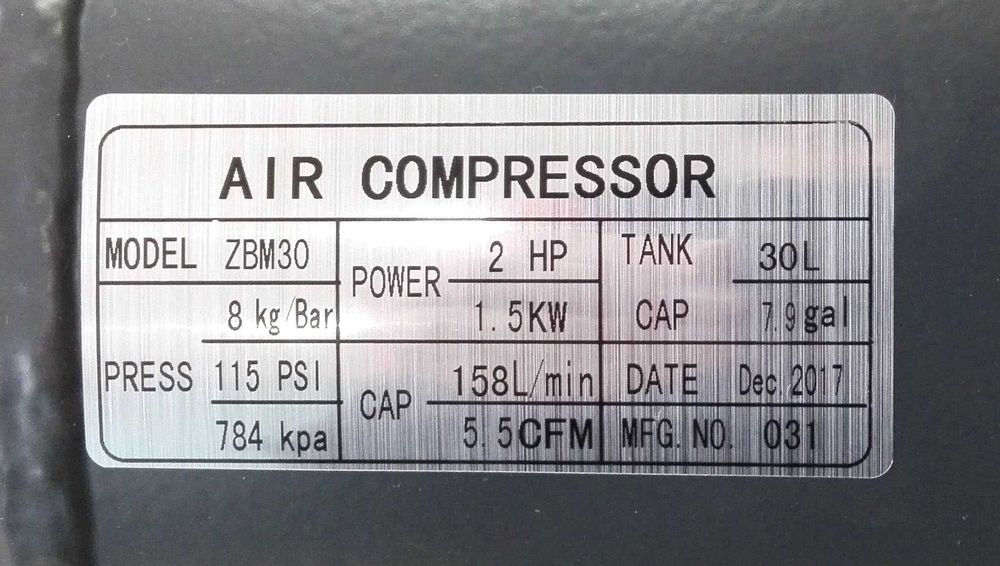 AIR COMPRESSOR
MODEL ZBM30
PRESS
8 kg/Bar
115 PSI
784 kpa
POWER
2 HP
1.5KW
CAP
158L/min
5.5CFM
TANK
CAP
30L
7.9gal
DATE Dec.2017
MFG.NO. 031